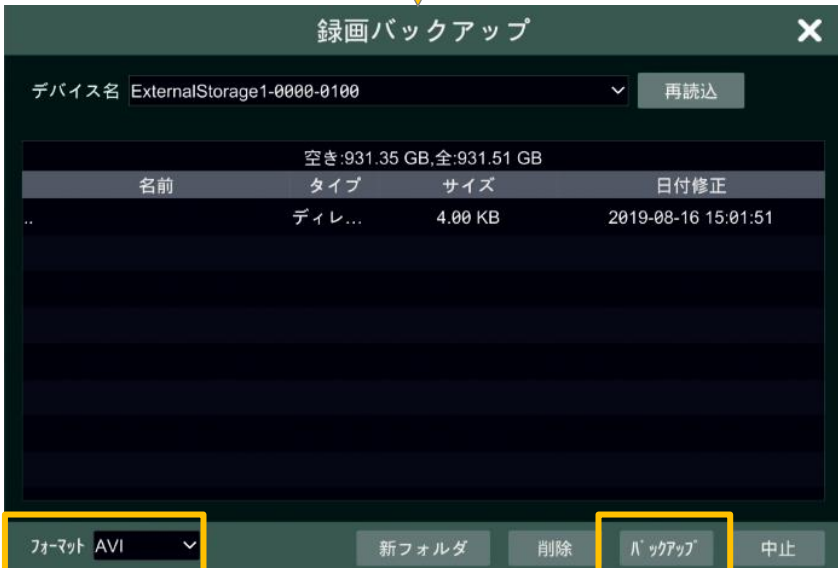 録画バックアップ
デバイス名 ExternalStorage1-0000-0100 再読込
空き:931.35 GB,全:931.51 GB
名前 タイプ サイズ 日付修正
.. ディレ... 4.00 KB 2019-08-16 15:01:51
ﾌｫｰﾏｯﾄ AVI 新フォルダ 削除 ﾊﾞｯｸｱｯﾌﾟ 中止